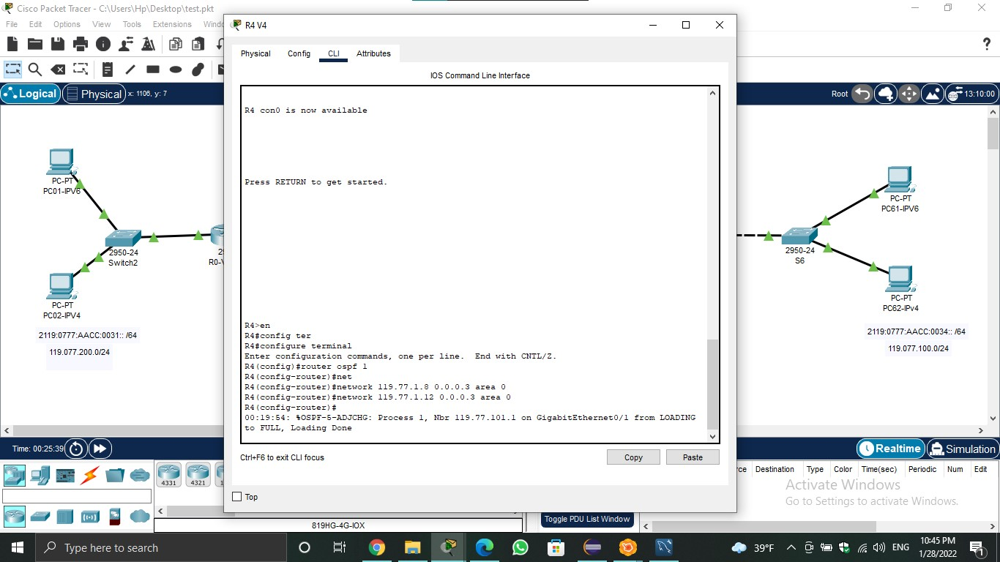 Cisco Packet Tracer - C:\Users\Hp\Desktop\test.pkt
File Edit Options View Tools Extensions
R4 V4
Physical Config CLI Attributes
IOS Command Line Interface
Logical Physical x: 1106, y: 7
Root 13:10:00
R4 con0 is now available
Press RETURN to get started.
R4>en
R4#config ter
R4#configure terminal
Enter configuration commands, one per line. End with CNTL/Z.
R4(config)#router ospf 1
R4(config-router)#net
R4(config-router)#network 119.77.1.8 0.0.0.3 area 0
R4(config-router)#network 119.77.1.12 0.0.0.3 area 0
R4(config-router)#
00:19:54: %OSPF-5-ADJCHG: Process 1, Nbr 119.77.101.1 on GigabitEthernet0/1 from LOADING
to FULL, Loading Done
Ctrl+F6 to exit CLI focus
Copy Paste
Top
PC-PT
PC01-IPV6
2950-24
Switch2
PC-PT
PC02-IPV4
2119:0777:AACC:0031:: /64
119.077.200.0/24
PC-PT
PC61-IPV6
2950-24
S6
PC-PT
PC62-IPv4
2119:0777:AACC:0034:: /64
119.077.100.0/24
Time: 00:25:39
Realtime Simulation
4331 4321
Destination Type Color Time(sec) Periodic Num Edit
Activate Windows
Go to Settings to activate Windows.
819HG-4G-IOX
Toggle PDU List Window
Type here to search
39°F
ENG
10:45 PM
1/28/2022
1